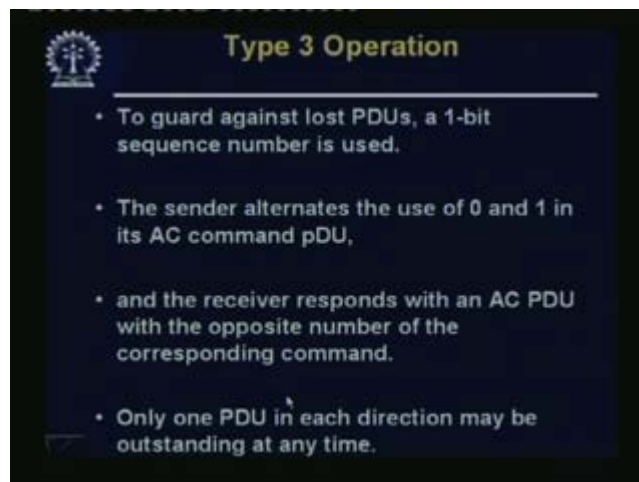 Type 3 Operation
• To guard against lost PDUs, a 1-bit
sequence number is used.
• The sender alternates the use of 0 and 1 in
its AC command pDU,
• and the receiver responds with an AC PDU
with the opposite number of the
corresponding command.
• Only one PDU in each direction may be
outstanding at any time.